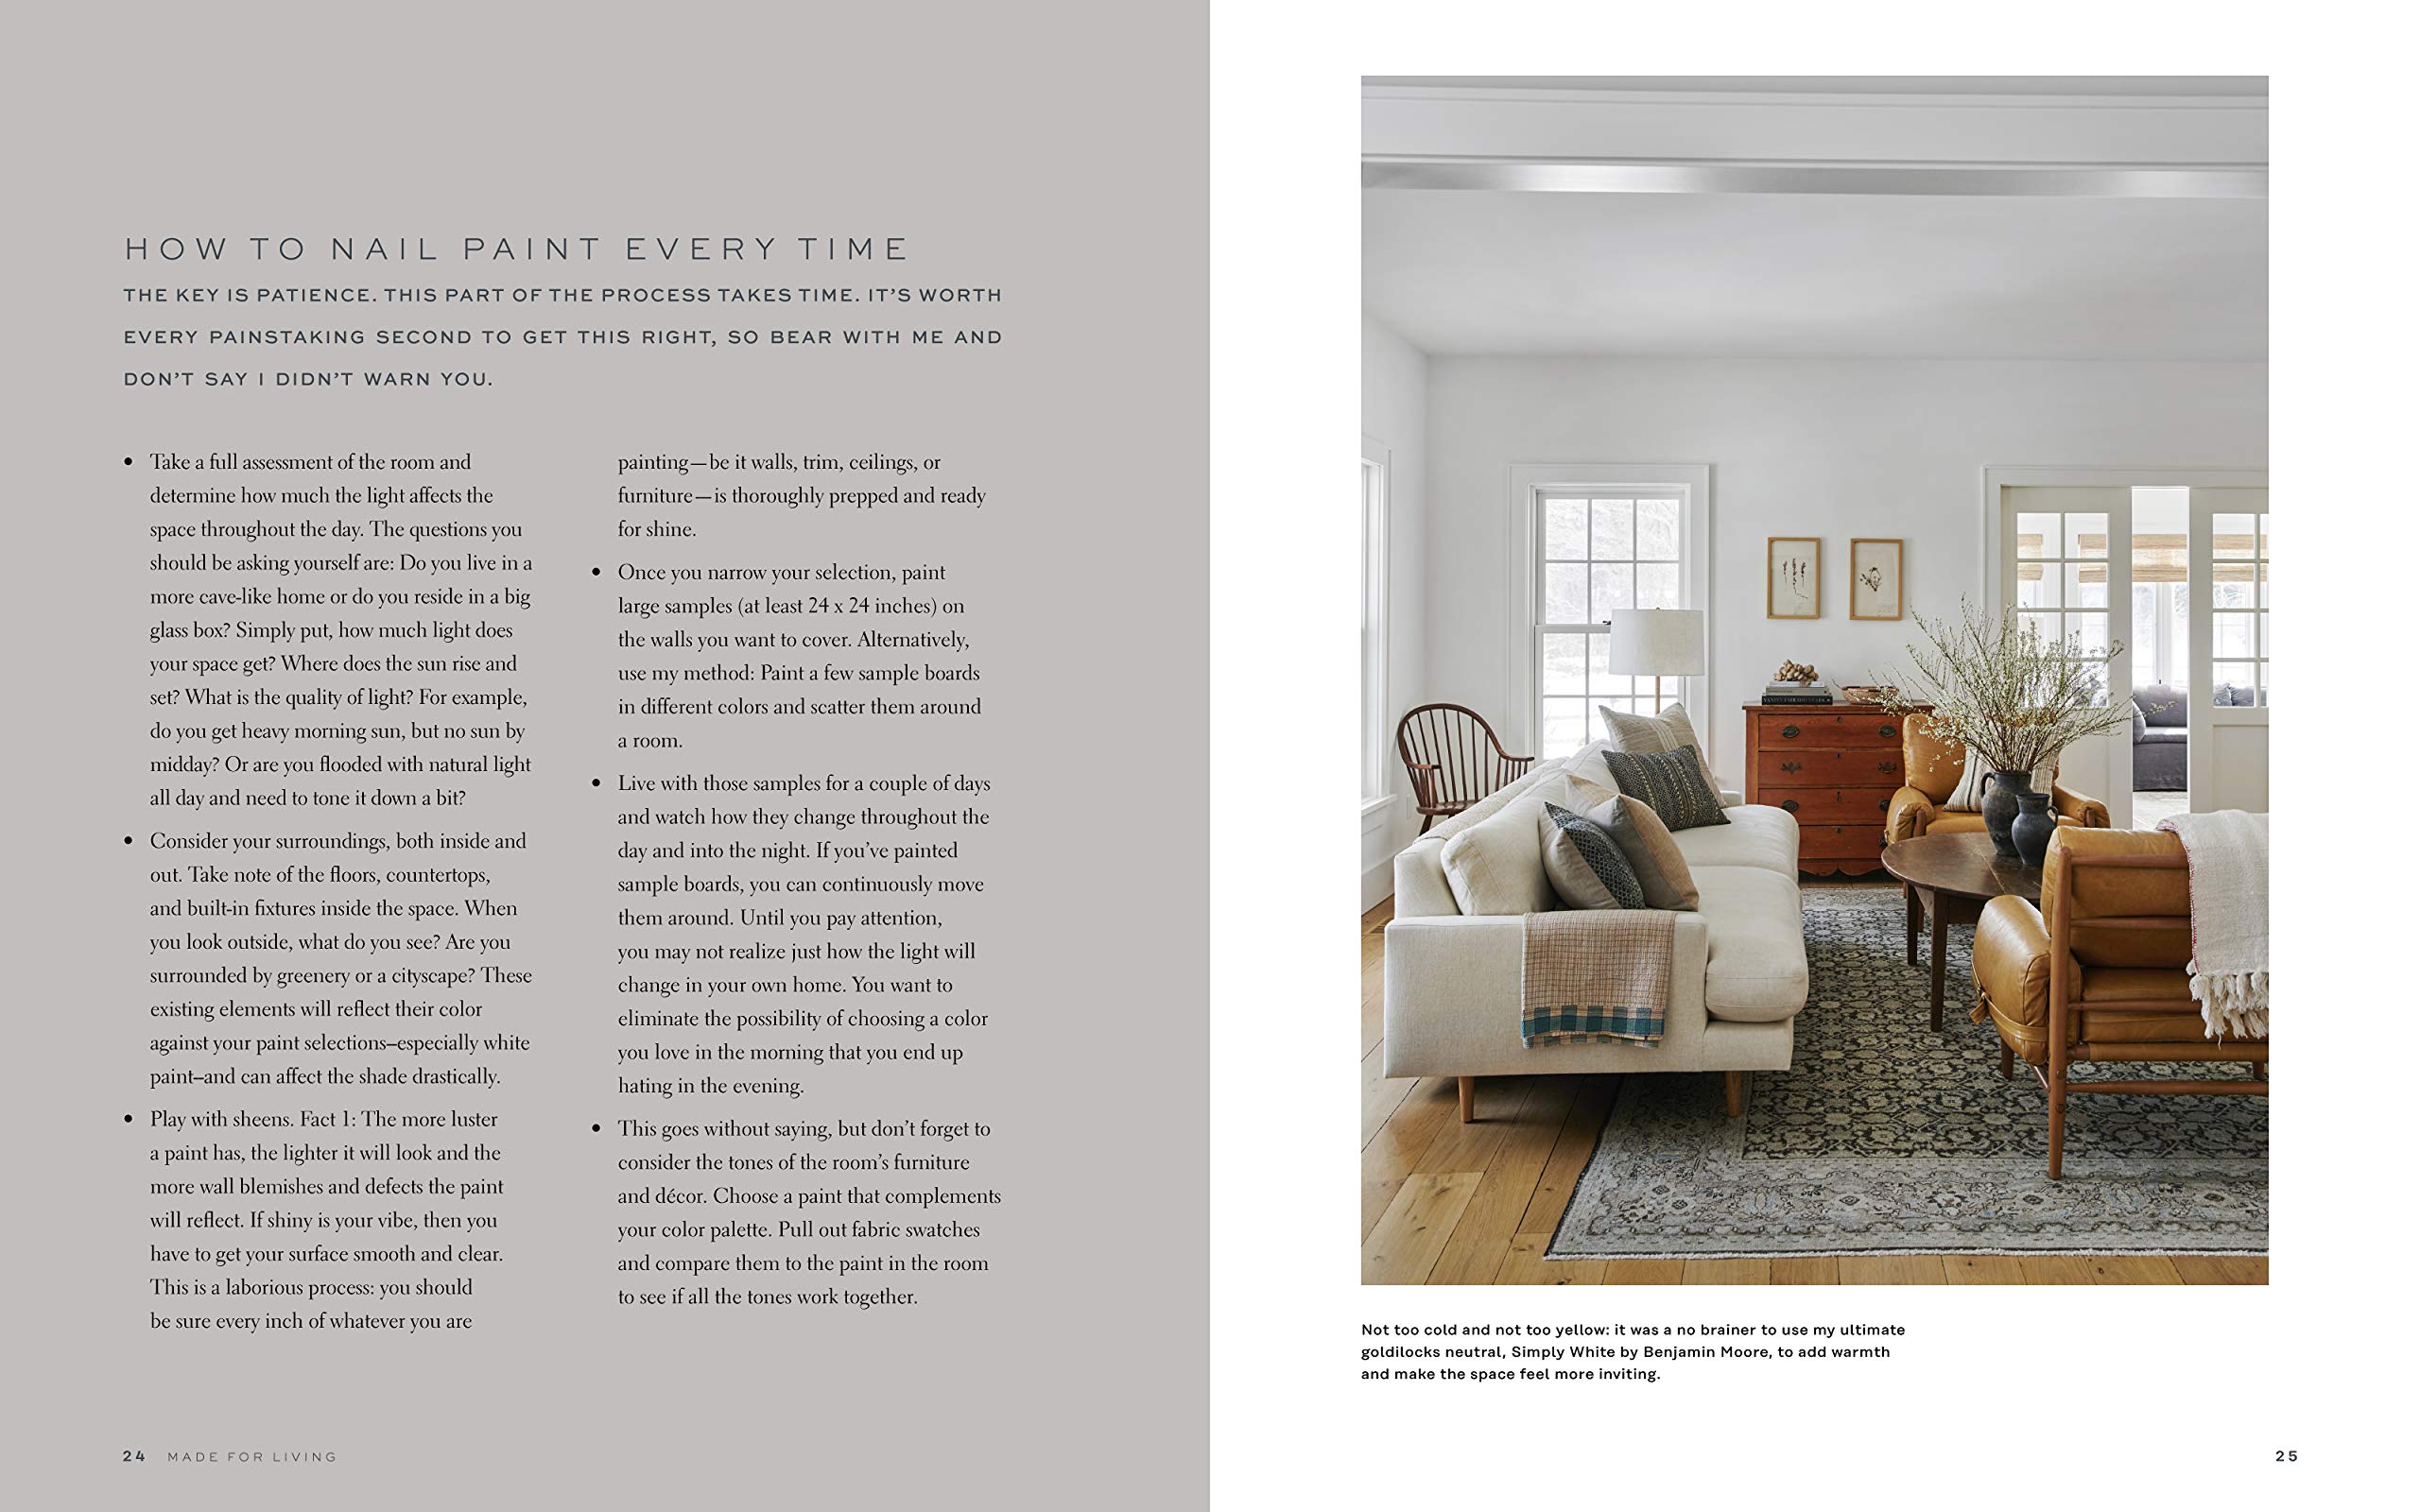 HOW TO NAIL PAINT EVERY TIME
THE KEY IS PATIENCE. THIS PART OF THE PROCESS TAKES TIME. IT’S WORTH
EVERY PAINSTAKING SECOND TO GET THIS RIGHT, SO BEAR WITH ME AND
DON’T SAY I DIDN’T WARN YOU.
• Take a full assessment of the room and
determine how much the light affects the
space throughout the day. The questions you
should be asking yourself are: Do you live in a
more cave-like home or do you reside in a big
glass box? Simply put, how much light does
your space get? Where does the sun rise and
set? What is the quality of light? For example,
do you get heavy morning sun, but no sun by
midday? Or are you flooded with natural light
all day and need to tone it down a bit?
• Consider your surroundings, both inside and
out. Take note of the floors, countertops,
and built-in fixtures inside the space. When
you look outside, what do you see? Are you
surrounded by greenery or a cityscape? These
existing elements will reflect their color
against your paint selections–especially white
paint–and can affect the shade drastically.
• Play with sheens. Fact 1: The more luster
a paint has, the lighter it will look and the
more wall blemishes and defects the paint
will reflect. If shiny is your vibe, then you
have to get your surface smooth and clear.
This is a laborious process: you should
be sure every inch of whatever you are
painting—be it walls, trim, ceilings, or
furniture—is thoroughly prepped and ready
for shine.
• Once you narrow your selection, paint
large samples (at least 24 x 24 inches) on
the walls you want to cover. Alternatively,
use my method: Paint a few sample boards
in different colors and scatter them around
a room.
• Live with those samples for a couple of days
and watch how they change throughout the
day and into the night. If you’ve painted
sample boards, you can continuously move
them around. Until you pay attention,
you may not realize just how the light will
change in your own home. You want to
eliminate the possibility of choosing a color
you love in the morning that you end up
hating in the evening.
• This goes without saying, but don’t forget to
consider the tones of the room’s furniture
and décor. Choose a paint that complements
your color palette. Pull out fabric swatches
and compare them to the paint in the room
to see if all the tones work together.
24 MADE FOR LIVING
Not too cold and not too yellow: it was a no brainer to use my ultimate
goldilocks neutral, Simply White by Benjamin Moore, to add warmth
and make the space feel more inviting.
25